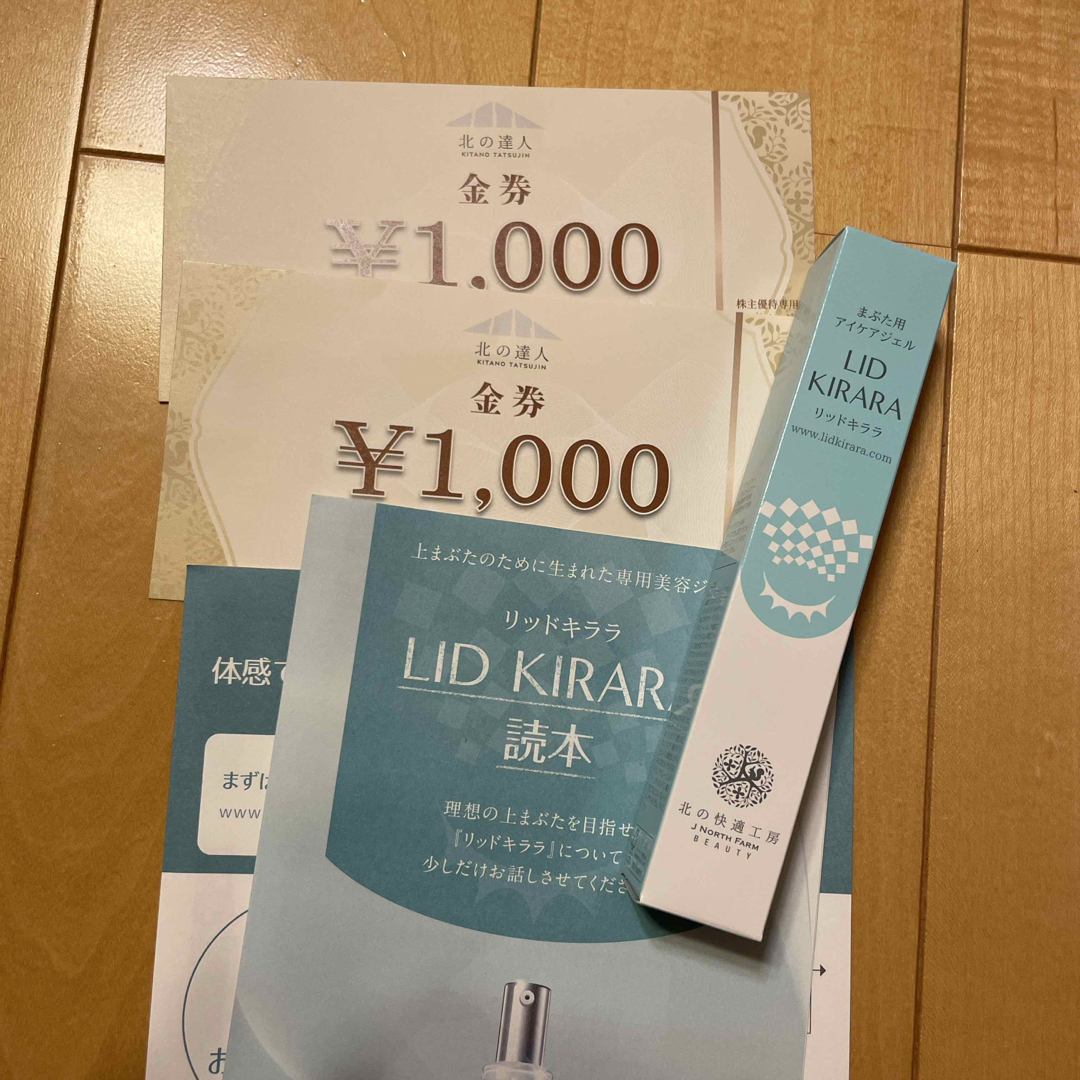 北の達人
KITANO TATSUJIN
金券
¥1,000
株主優待専用
北の達人
KITANO TATSUJIN
金券
¥1,000
まぶた用
アイケアジェル
LID
KIRARA
リッドキララ
www.lidkirara.com
北の快適工房
J NORTH FARM
BEAUTY
上まぶたのために生まれた専用美容ジ
リッドキララ
LID KIRARA
読本
理想の上まぶたを目指せ
『リッドキララ』について
少しだけお話しさせてくださ
体感で
まずは
www
お